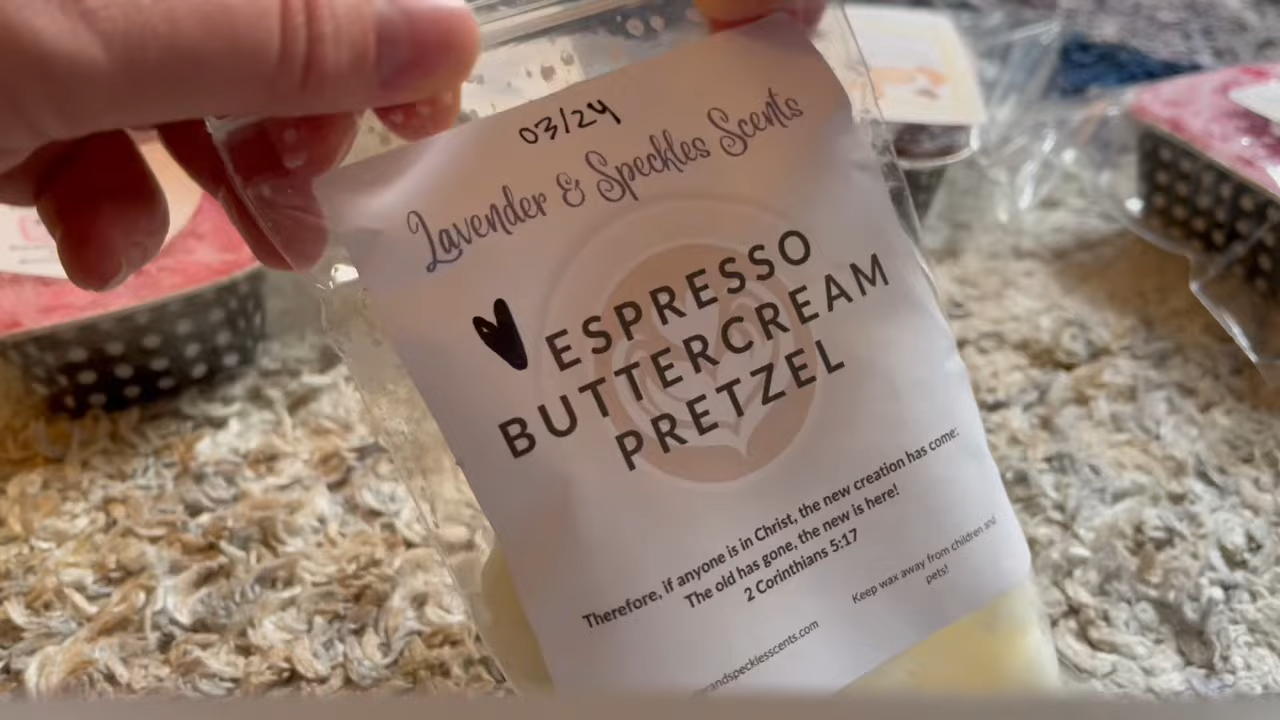 03/24
Lavender & Speckles Scents
ESPRESSO
BUTTERCREAM
PRETZEL
Therefore, if anyone is in Christ, the new creation has come:
The old has gone, the new is here!
2 Corinthians 5:17
Keep wax away from children and
pets!
andspecklesscents.com